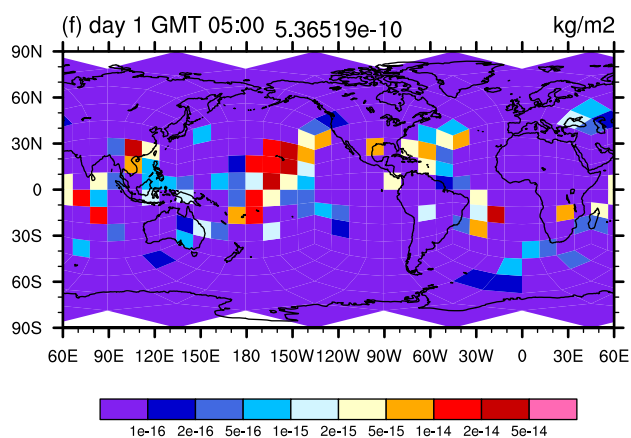 (f) day 1 GMT 05:00 5.36519e-10 kg/m2
90N
60N
30N
0
30S
60S
90S
60E 90E 120E 150E 180 150W 120W 90W 60W 30W 0 30E 60E
1e-16 2e-16 5e-16 1e-15 2e-15 5e-15 1e-14 2e-14 5e-14